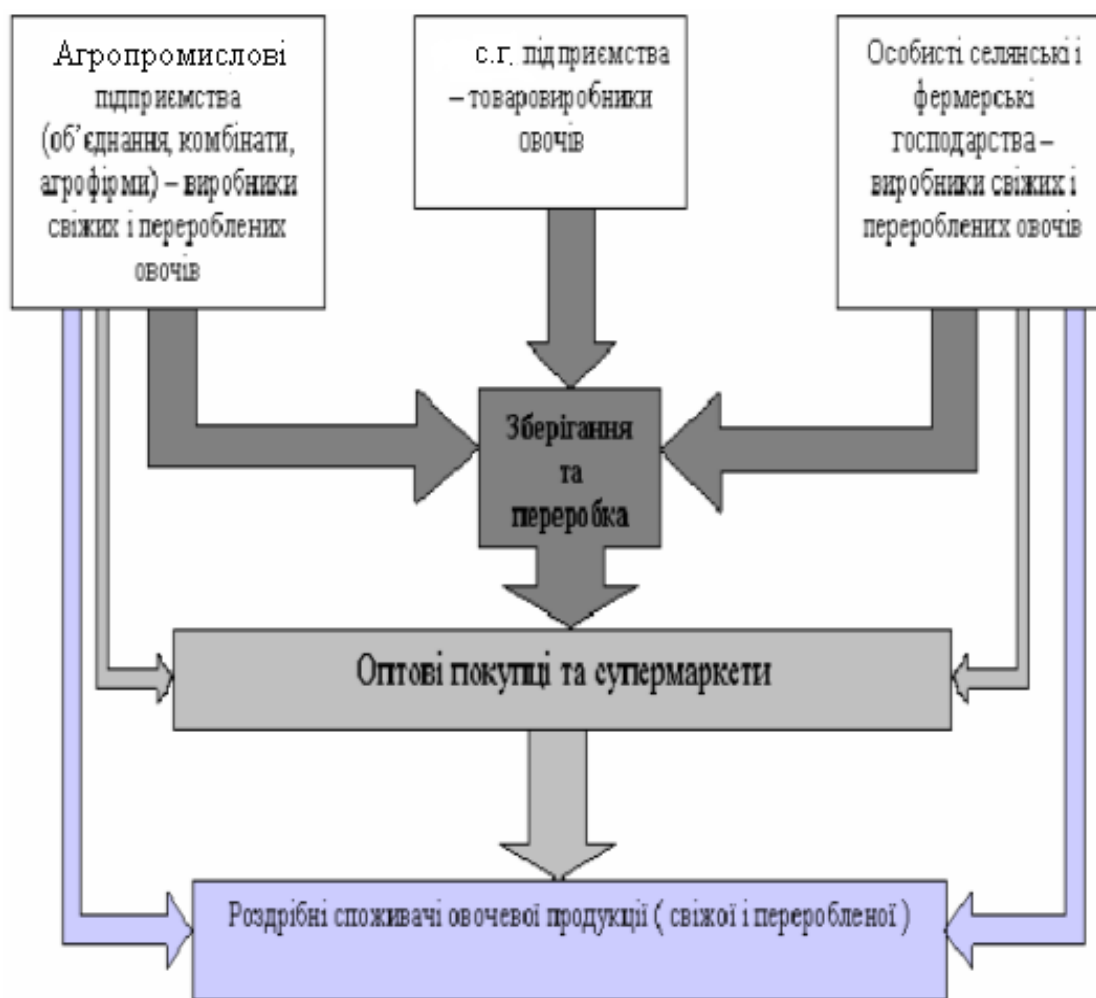 Агропромислові
підприємства
(об’єднання, комбінати,
агрофірми) – виробники
свіжих і перероблених
овочів
с.г. підприємства
– товаровиробники
овочів
Особисті селянські і
фермерські
господарства –
виробники свіжих і
перероблених овочів
Зберігання
та
переробка
Оптові покупці та супермаркети
Роздрібні споживачі овочевої продукції ( свіжої і переробленої )